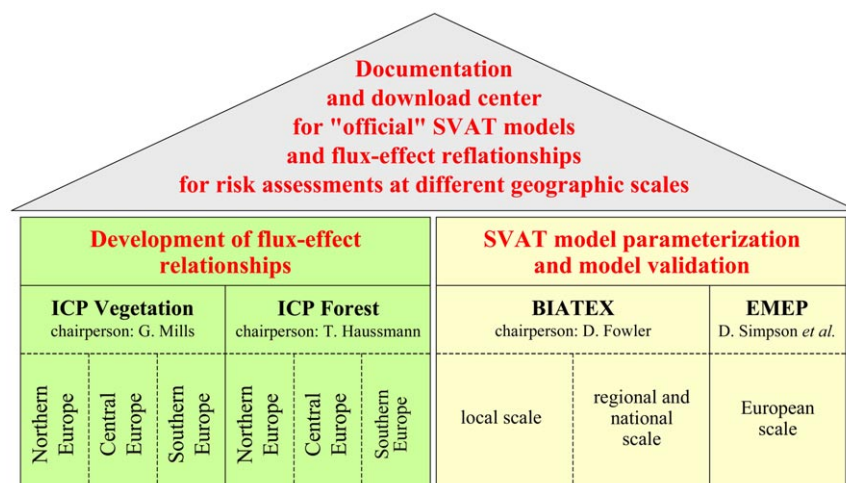 Documentation
and download center
for "official" SVAT models
and flux-effect reflationships
for risk assessments at different geographic scales
Development of flux-effect
relationships
SVAT model parameterization
and model validation
ICP Vegetation
chairperson: G. Mills
ICP Forest
chairperson: T. Haussmann
BIATEX
chairperson: D. Fowler
EMEP
D. Simpson et al.
Northern
Europe
Central
Europe
Southern
Europe
Northern
Europe
Central
Europe
Southern
Europe
local scale
regional and
national
scale
European
scale